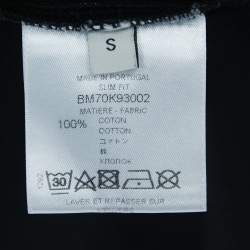 S
MADE IN PORTUGAL
SLIM FIT
BM70K93002
MATIERE - FABRIC
100% COTON
COTTON
コットン
棉
ХЛОПОК
30
LAVER ET REPASSER SUR